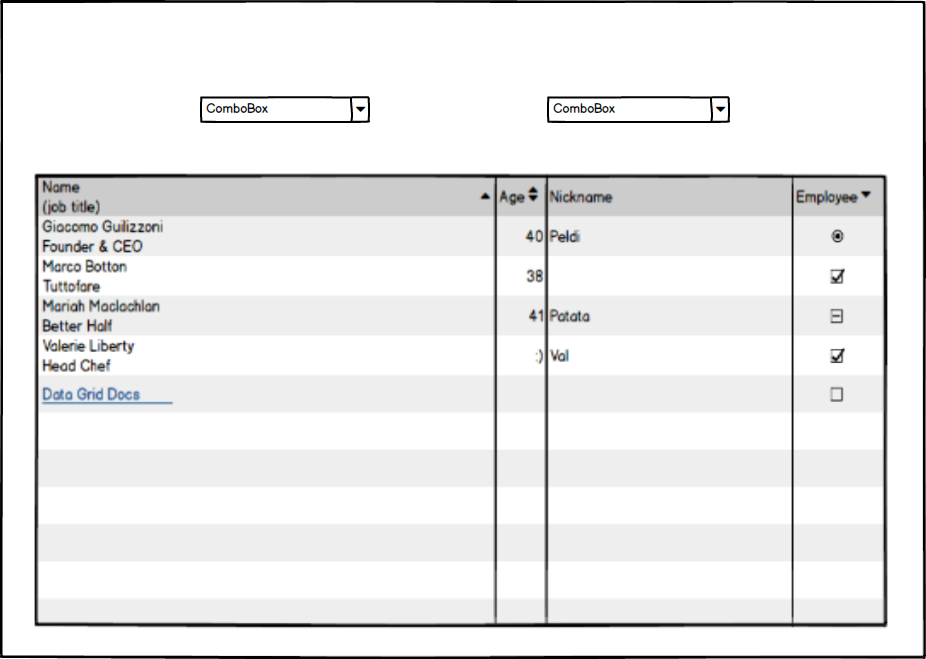 ComboBox ComboBox
Name
(job title) Age Nickname Employee
Giacomo Guilizzoni
Founder & CEO 40 Peldi
Marco Botton
Tuttofare 38
Mariah Maclachlan
Better Half 41 Patata
Valerie Liberty
Head Chef :) Val
Data Grid Docs